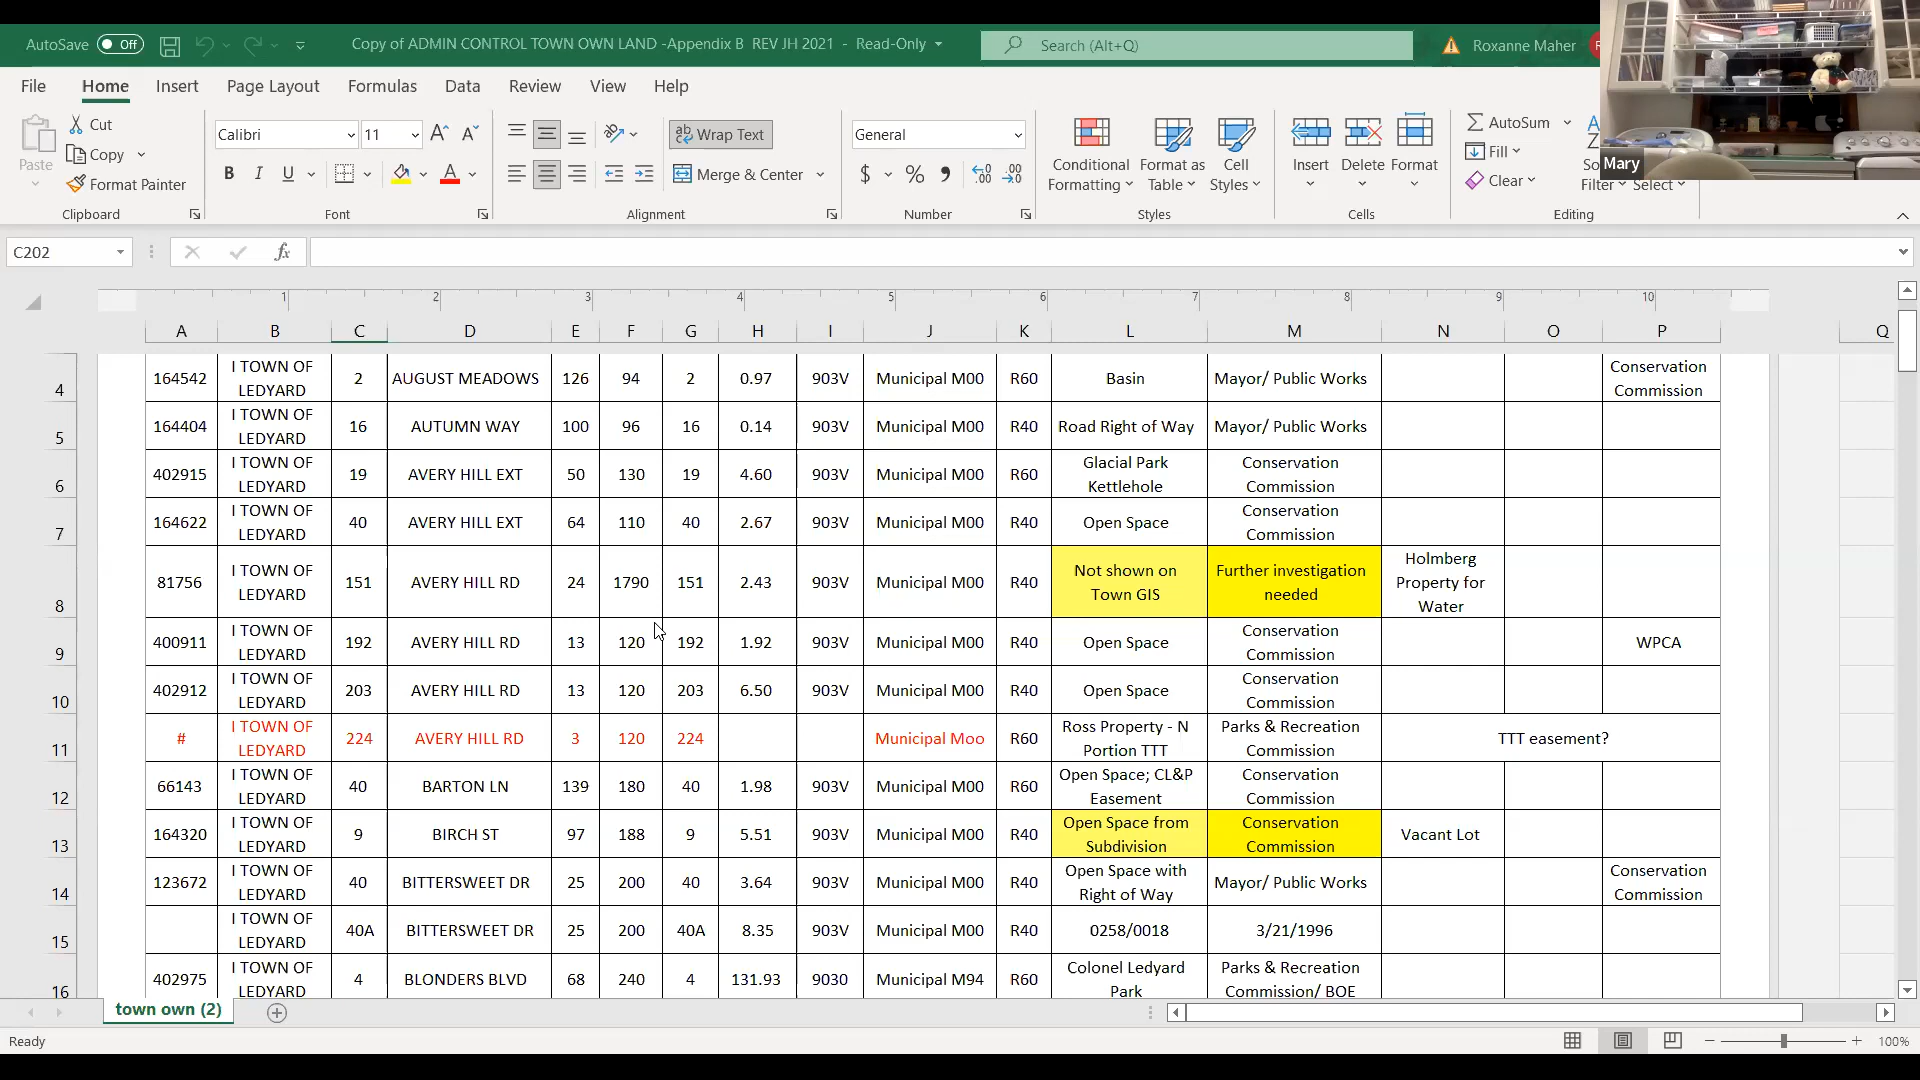 AutoSave Off Copy of ADMIN CONTROL TOWN OWN LAND -Appendix B REV JH 2021 - Read-Only Search (Alt+Q) Roxanne Maher
File Home Insert Page Layout Formulas Data Review View Help
Paste Cut Copy Format Painter
Clipboard
Calibri 11 A A
B I U A
Font
ab Wrap Text
Merge & Center
Alignment
General
$ % 9 .00 .00
Number
Conditional Formatting Format as Table Cell Styles
Styles
Insert Delete Format
Cells
AutoSum
Fill
Clear
Filter Select
Editing
Mary
C202 fx
1 2 3 4 5 6 7 8 9 10
A B C D E F G H I J K L M N O P Q
4 164542 I TOWN OF LEDYARD 2 AUGUST MEADOWS 126 94 2 0.97 903V Municipal M00 R60 Basin Mayor/ Public Works Conservation Commission
5 164404 I TOWN OF LEDYARD 16 AUTUMN WAY 100 96 16 0.14 903V Municipal M00 R40 Road Right of Way Mayor/ Public Works
6 402915 I TOWN OF LEDYARD 19 AVERY HILL EXT 50 130 19 4.60 903V Municipal M00 R60 Glacial Park Kettlehole Conservation Commission
7 164622 I TOWN OF LEDYARD 40 AVERY HILL EXT 64 110 40 2.67 903V Municipal M00 R40 Open Space Conservation Commission
8 81756 I TOWN OF LEDYARD 151 AVERY HILL RD 24 1790 151 2.43 903V Municipal M00 R40 Not shown on Town GIS Further investigation needed Holmberg Property for Water
9 400911 I TOWN OF LEDYARD 192 AVERY HILL RD 13 120 192 1.92 903V Municipal M00 R40 Open Space Conservation Commission WPCA
10 402912 I TOWN OF LEDYARD 203 AVERY HILL RD 13 120 203 6.50 903V Municipal M00 R40 Open Space Conservation Commission
11 # I TOWN OF LEDYARD 224 AVERY HILL RD 3 120 224 Municipal Moo R60 Ross Property - N Portion TTT Parks & Recreation Commission TTT easement?
12 66143 I TOWN OF LEDYARD 40 BARTON LN 139 180 40 1.98 903V Municipal M00 R60 Open Space; CL&P Easement Conservation Commission
13 164320 I TOWN OF LEDYARD 9 BIRCH ST 97 188 9 5.51 903V Municipal M00 R40 Open Space from Subdivision Conservation Commission Vacant Lot
14 123672 I TOWN OF LEDYARD 40 BITTERSWEET DR 25 200 40 3.64 903V Municipal M00 R40 Open Space with Right of Way Mayor/ Public Works Conservation Commission
15 I TOWN OF LEDYARD 40A BITTERSWEET DR 25 200 40A 8.35 903V Municipal M00 R40 0258/0018 3/21/1996
16 402975 I TOWN OF LEDYARD 4 BLONDERS BLVD 68 240 4 131.93 9030 Municipal M94 R60 Colonel Ledyard Park Parks & Recreation Commission/ BOE
town own (2)
Ready 100%